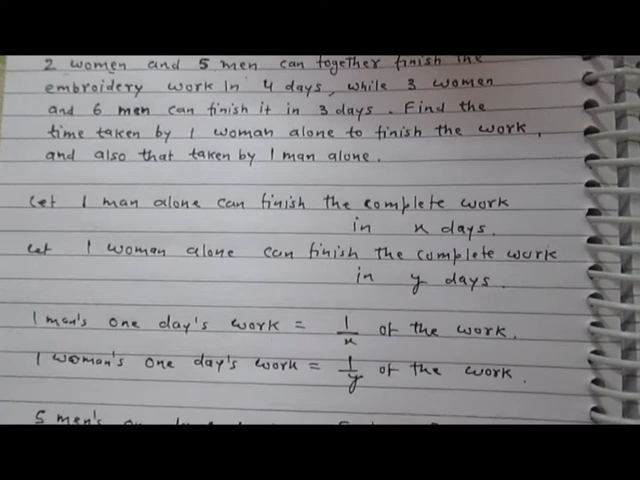 2 women and 5 men can together finish the
embroidery work in 4 days, while 3 women
and 6 men can finish it in 3 days. Find the
time taken by 1 woman alone to finish the work,
and also that taken by 1 man alone.
Let 1 man alone can finish the complete work
in x days.
Let 1 woman alone can finish the complete work
in y days.
1 man's one day's work = 1/x of the work.
1 woman's one day's work = 1/y of the work.
5 men's